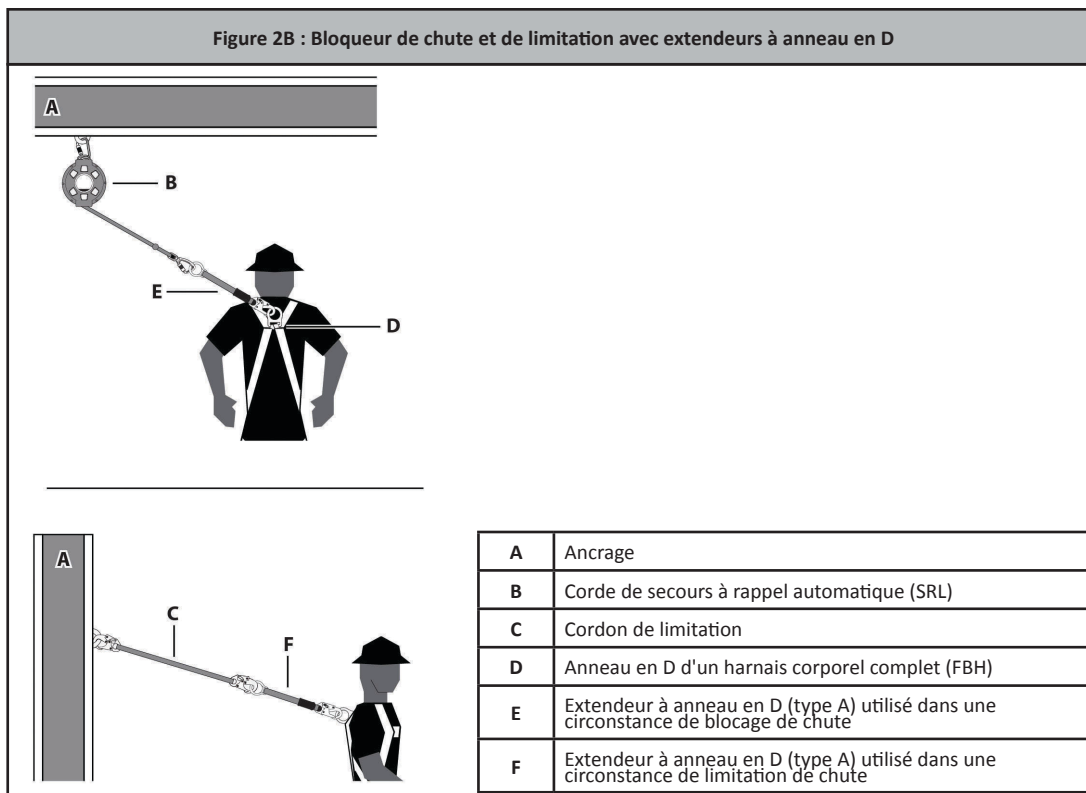 Figure 2B : Bloqueur de chute et de limitation avec extendeurs à anneau en D
A
B
E
D
A
C
F
A Ancrage
B Corde de secours à rappel automatique (SRL)
C Cordon de limitation
D Anneau en D d'un harnais corporel complet (FBH)
E Extendeur à anneau en D (type A) utilisé dans une
circonstance de blocage de chute
F Extendeur à anneau en D (type A) utilisé dans une
circonstance de limitation de chute